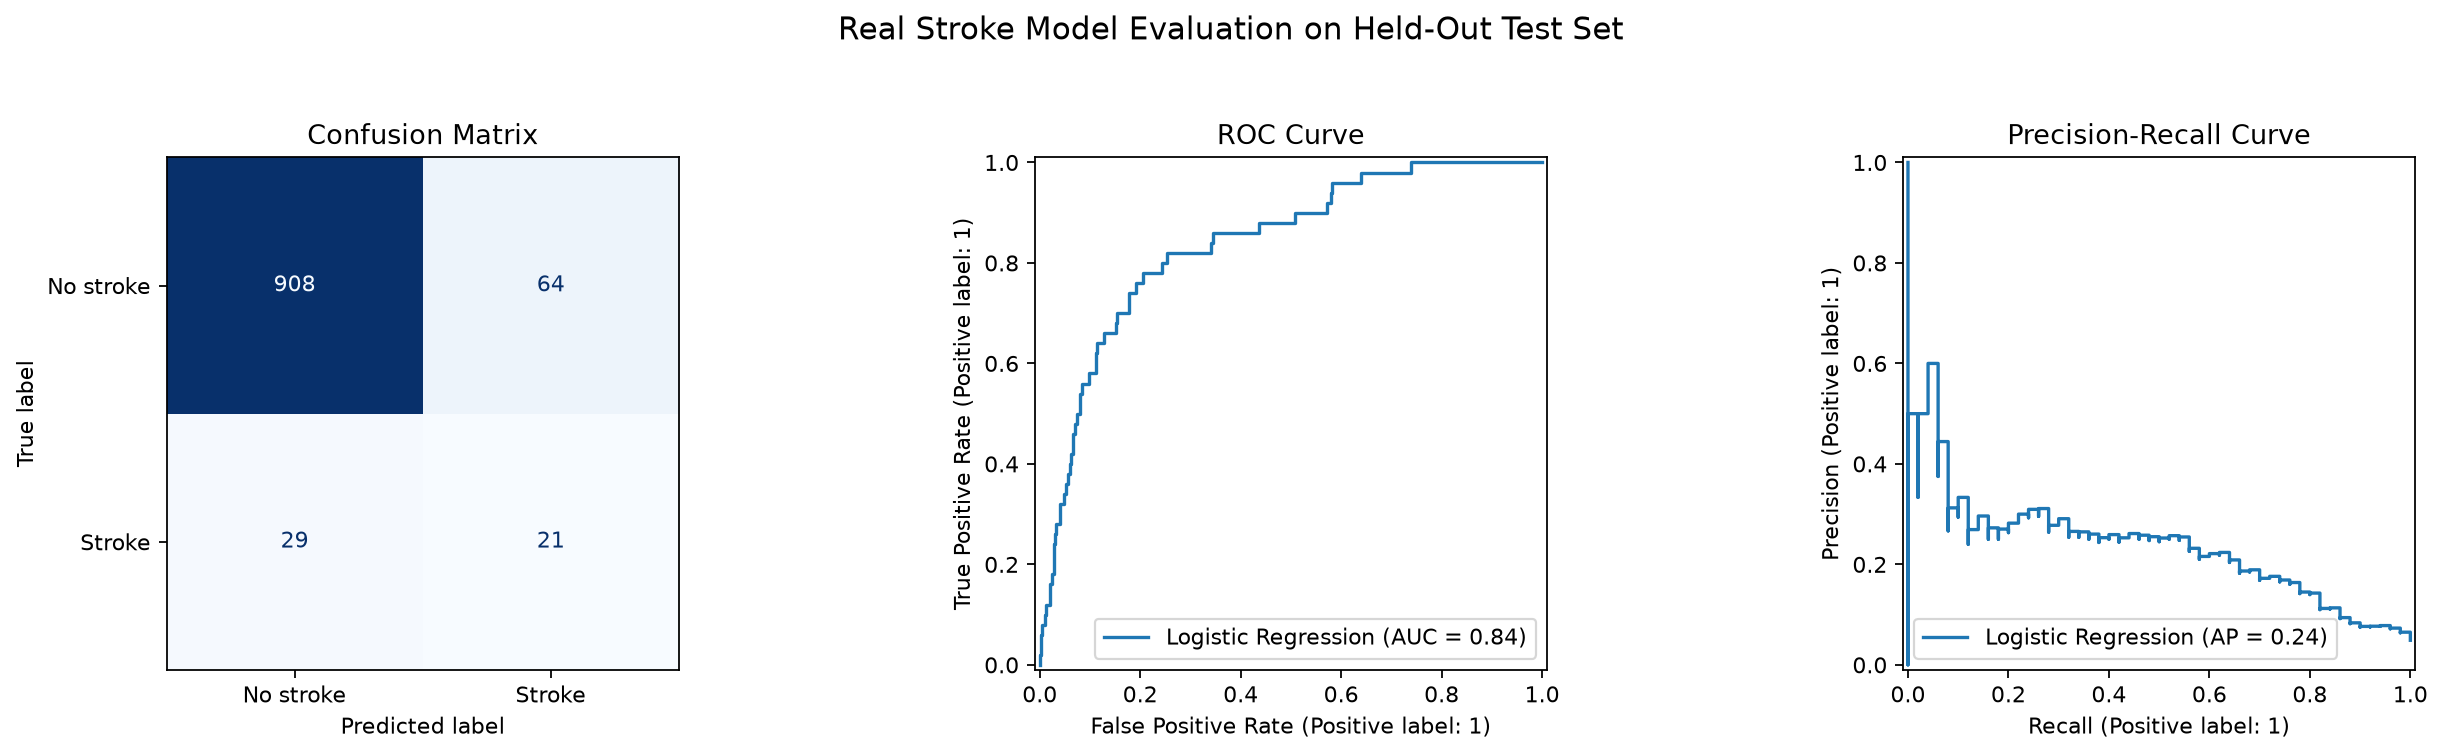 Real Stroke Model Evaluation on Held-Out Test Set
Confusion Matrix
True label
No stroke
Stroke
908
64
29
21
No stroke
Stroke
Predicted label
ROC Curve
True Positive Rate (Positive label: 1)
1.0
0.8
0.6
0.4
0.2
0.0
Logistic Regression (AUC = 0.84)
0.0
0.2
0.4
0.6
0.8
1.0
False Positive Rate (Positive label: 1)
Precision-Recall Curve
Precision (Positive label: 1)
1.0
0.8
0.6
0.4
0.2
0.0
Logistic Regression (AP = 0.24)
0.0
0.2
0.4
0.6
0.8
1.0
Recall (Positive label: 1)